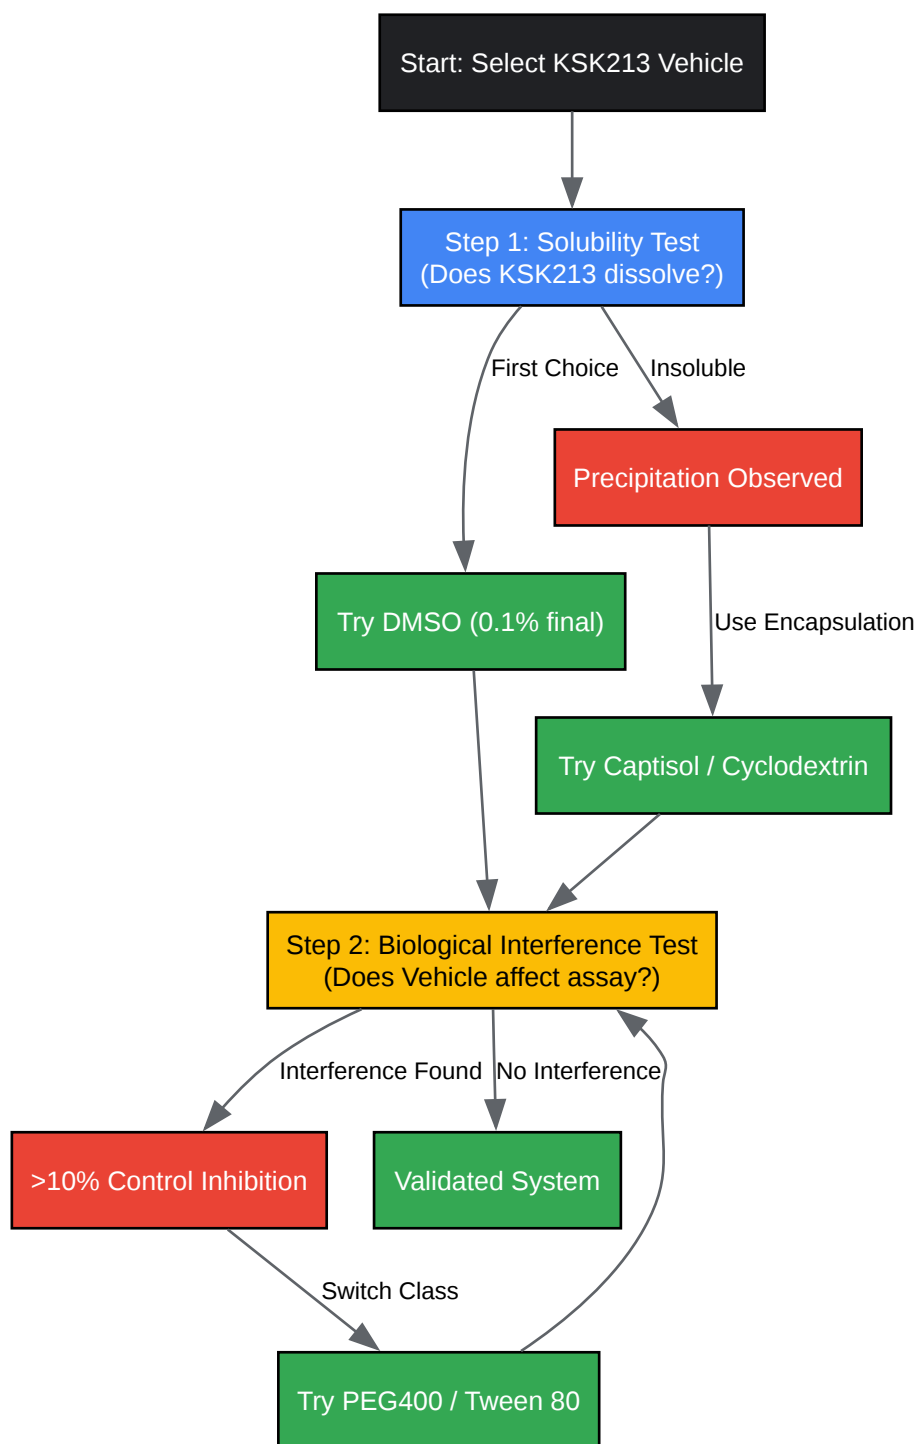 Start: Select KSK213 Vehicle
Step 1: Solubility Test
(Does KSK213 dissolve?)
First Choice
Insoluble
Precipitation Observed
Try DMSO (0.1% final)
Use Encapsulation
Try Captisol / Cyclodextrin
Step 2: Biological Interference Test
(Does Vehicle affect assay?)
Interference Found
No Interference
>10% Control Inhibition
Validated System
Switch Class
Try PEG400 / Tween 80